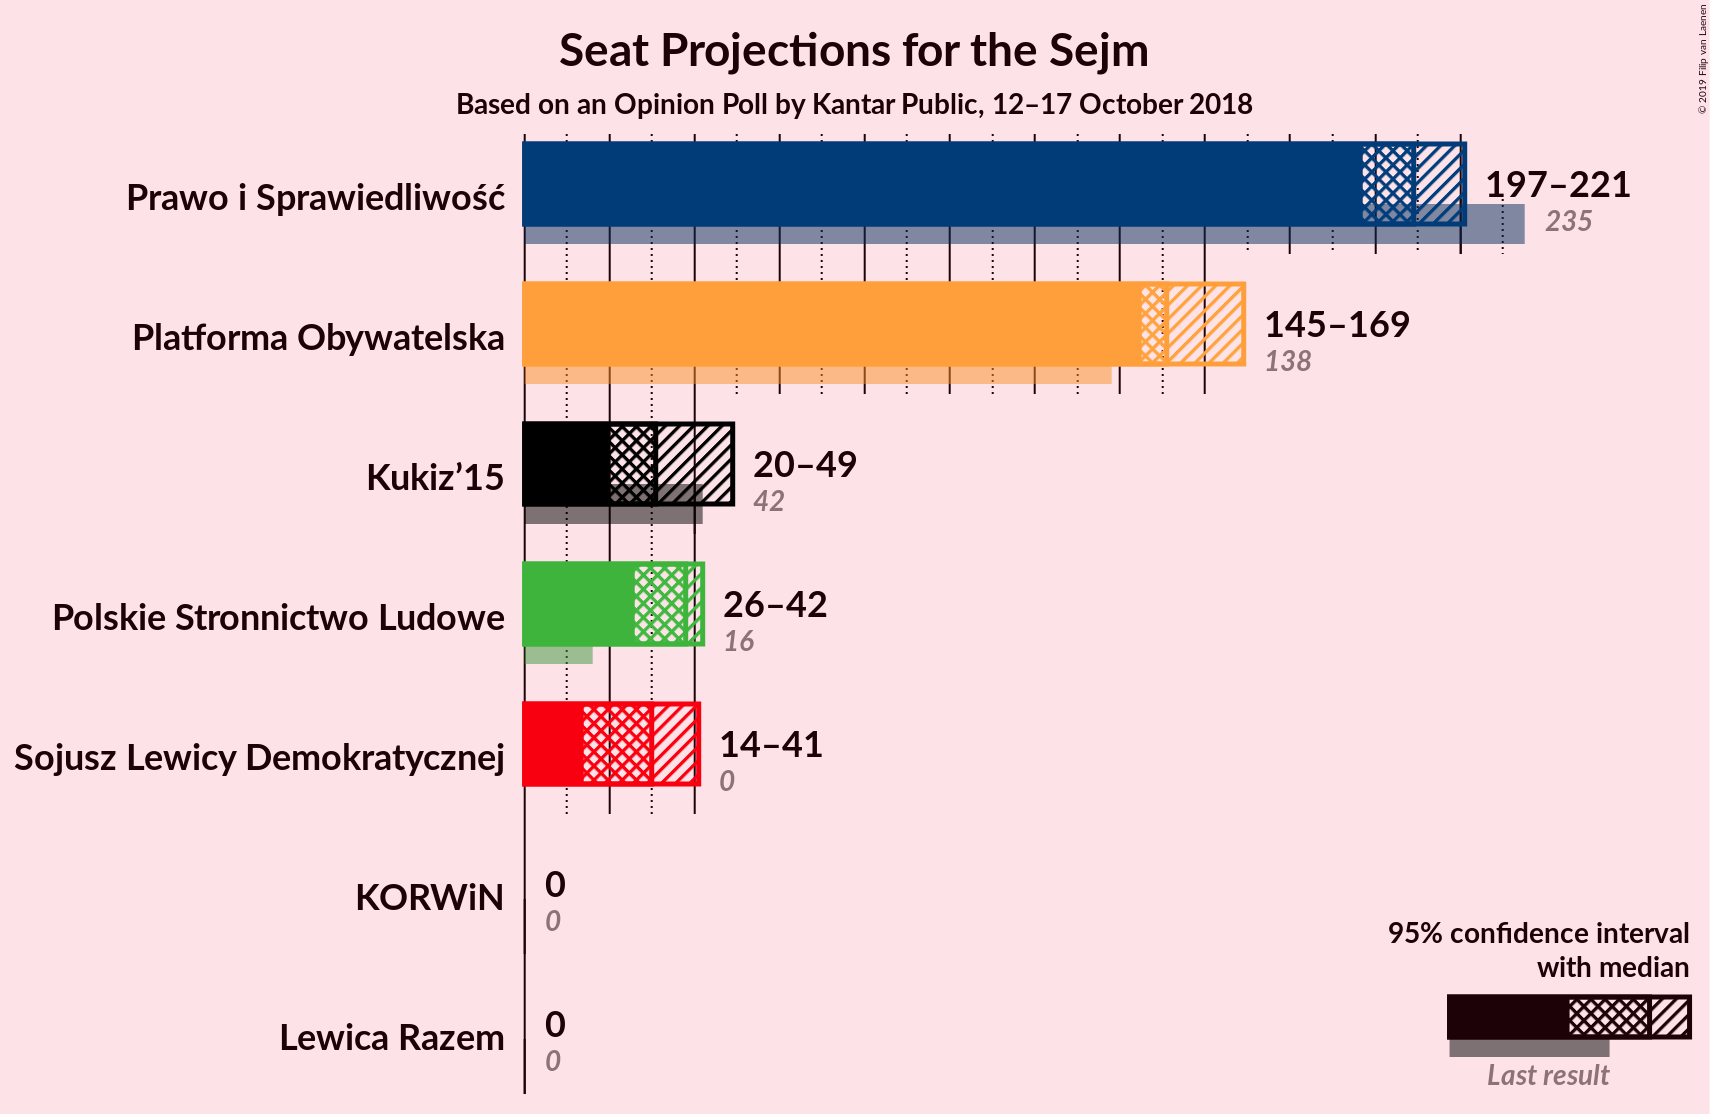 Seat Projections for the Sejm
Based on an Opinion Poll by Kantar Public, 12–17 October 2018
© 2019 Filip van Laenen
Prawo i Sprawiedliwość
197–221
235
Platforma Obywatelska
145–169
138
Kukiz’15
20–49
42
Polskie Stronnictwo Ludowe
26–42
16
Sojusz Lewicy Demokratycznej
14–41
0
KORWiN
0
0
Lewica Razem
0
0
95% confidence interval
with median
Last result